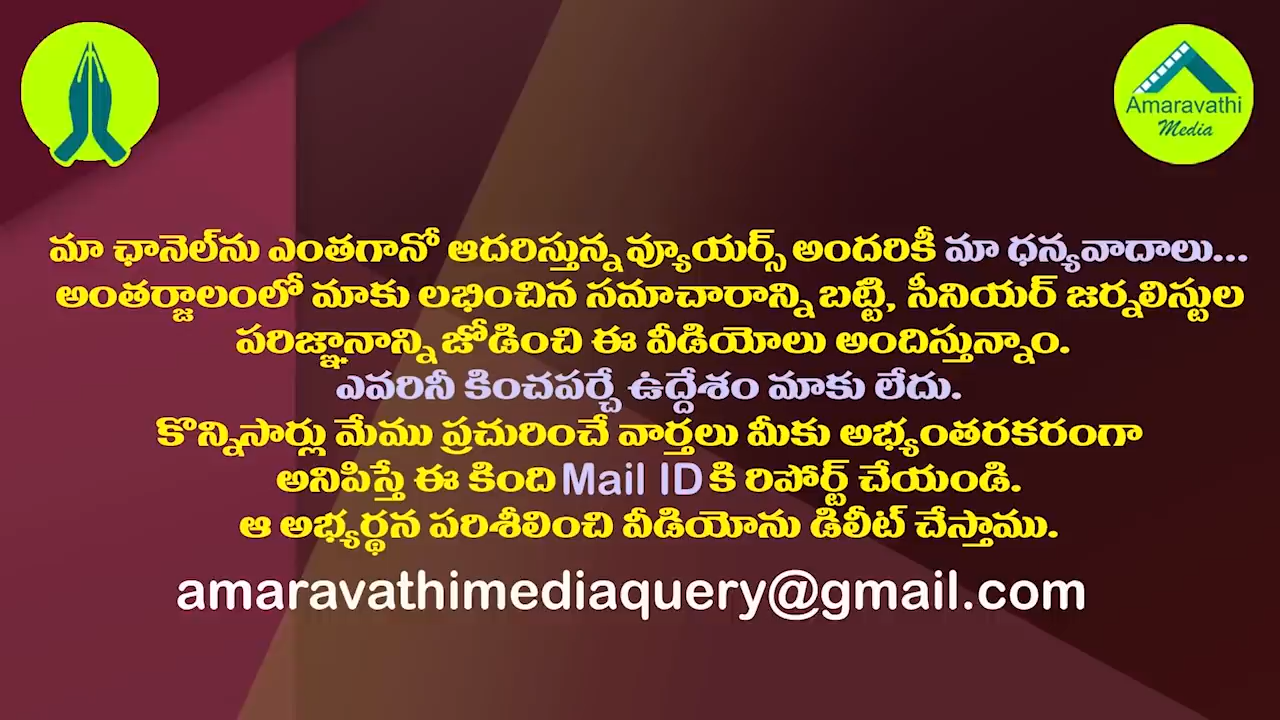 Amaravathi
Media
మా ఛానెల్‌ను ఎంతగానో ఆదరిస్తున్న వ్యూయర్స్ అందరికీ మా ధన్యవాదాలు...
అంతర్జాలంలో మాకు లభించిన సమాచారాన్ని బట్టి, సీనియర్ జర్నలిస్టుల
పరిజ్ఞానాన్ని జోడించి ఈ వీడియోలు అందిస్తున్నాం.
ఎవరినీ కించపర్చే ఉద్దేశం మాకు లేదు.
కొన్నిసార్లు మేము ప్రచురించే వార్తలు మీకు అభ్యంతరకరంగా
అనిపిస్తే ఈ కింది Mail ID కి రిపోర్ట్ చేయండి.
ఆ అభ్యర్థన పరిశీలించి వీడియోను డిలీట్ చేస్తాము.
amaravathimediaquery@gmail.com